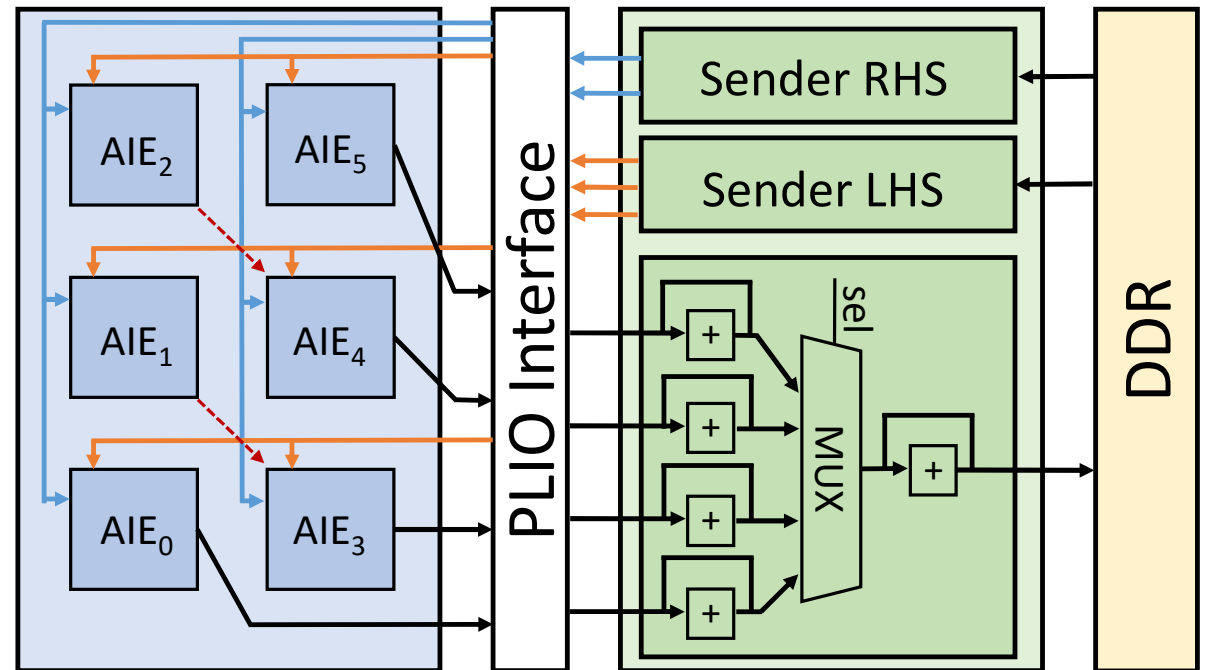 AIE₂
AIE₅
AIE₁
AIE₄
AIE₀
AIE₃
PLIO Interface
Sender RHS
Sender LHS
sel
+
+
+
+
MUX
+
DDR